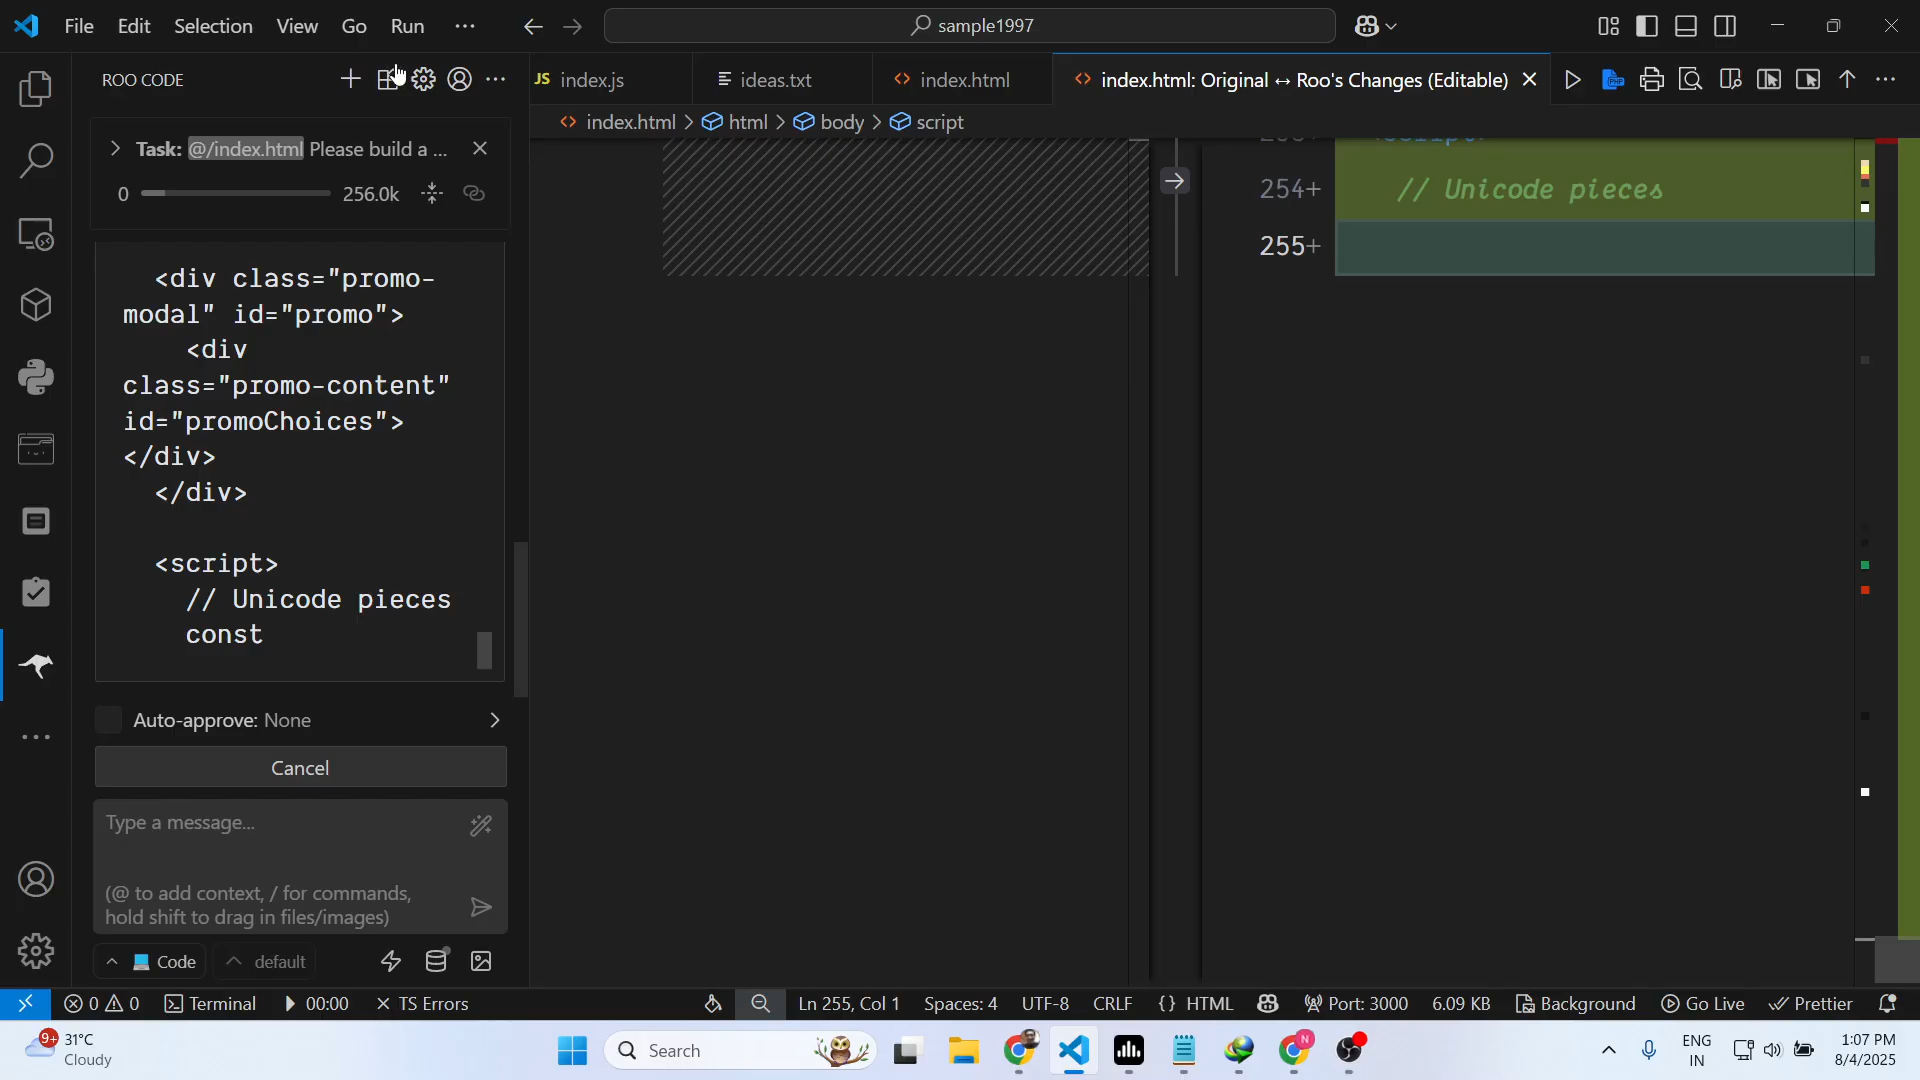 File Edit Selection View Go Run
sample1997
ROO CODE
index.js
ideas.txt
index.html
index.html: Original ↔ Roo's Changes (Editable)
index.html > html > body > script
Task: @/index.html Please build a ...
0 256.0k
<div class="promo-
modal" id="promo">
<div
class="promo-content"
id="promoChoices">
</div>
</div>
<script>
// Unicode pieces
const
254+ // Unicode pieces
255+
Auto-approve: None
Cancel
Type a message...
(@ to add context, / for commands,
hold shift to drag in files/images)
Code default
0 0 Terminal 00:00 TS Errors
Ln 255, Col 1 Spaces: 4 UTF-8 CRLF {} HTML Port: 3000 6.09 KB Background Go Live Prettier
9+ 31°C
Cloudy
Search
ENG
IN
1:07 PM
8/4/2025